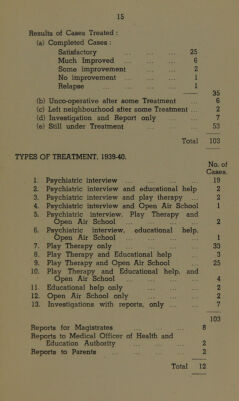 15
Results of Cases Treated :
(a) Completed Cases :
Satisfactory ... ... ... 25
Much Improved ... ... ... 6
Some improvement ... ... 2
No improvement ... ... ... 1
Relapse ... ... ... ... 1
35
(b) Unco-operative after some Treatment ... 6
(c) Left neighbourhood after some Treatment ... 2
(d) Investigation and Report only ... ... 7
(e) Still under Treatment ... ... ... 53
Total 103
TYPES OF TREATMENT, 1939-40.
No. of
Cases.
1. Psychiatric interview ... ... ... ... 19
2. Psychiatric interview and educational help 2
3. Psychiatric interview and play therapy ... 2
4. Psychiatric interview and Open Air School 1
5. Psychiatric interview, Play Therapy and
Open Air School ... ... ... ... 2
6. Psychiatric interview, educational help,
Open Air School ... ... ... ... 1
7. Play Therapy only ... ... ... ... 33
8. Play Therapy and Educational help ... 3
9. Play Therapy and Open Air School ... 25
10. Play Therapy and Educational help, and
Open Air School ... ... ... ... 4
11. Educational help only ... ... ... 2
12. Open Air School only ... ... ... 2
13. Investigations with reports, only ... ... 7
103
Reports for Magistrates ... ... ... 8
Reports to Medical Officer of Health and
Education Authority ... ... ... 2
Reports to Parents ... ... ... ... 2
Total 12